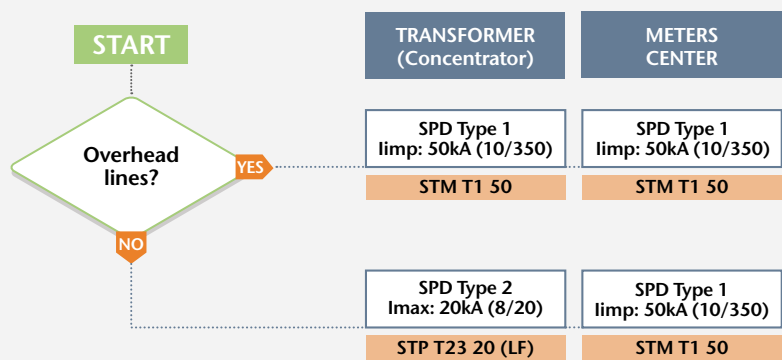 START
TRANSFORMER
(Concentrator)
METERS
CENTER
Overhead
lines?
YES
SPD Type 1
Iimp: 50kA (10/350)
STM T1 50
SPD Type 1
Iimp: 50kA (10/350)
STM T1 50
NO
SPD Type 2
Imax: 20kA (8/20)
STP T23 20 (LF)
SPD Type 1
Iimp: 50kA (10/350)
STM T1 50